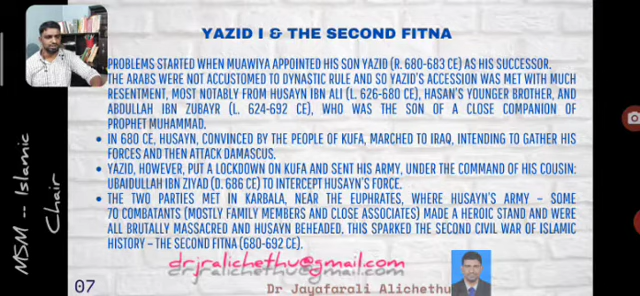 YAZID I & THE SECOND FITNA
PROBLEMS STARTED WHEN MUAWIYA APPOINTED HIS SON YAZID (R. 680-683 CE) AS HIS SUCCESSOR.
THE ARABS WERE NOT ACCUSTOMED TO DYNASTIC RULE AND SO YAZID'S ACCESSION WAS MET WITH MUCH
RESENTMENT, MOST NOTABLY FROM HUSAYN IBN ALI (L. 626-680 CE), HASAN'S YOUNGER BROTHER, AND
ABDULLAH IBN ZUBAYR (L. 624-692 CE), WHO WAS THE SON OF A CLOSE COMPANION OF
PROPHET MUHAMMAD.
• IN 680 CE, HUSAYN, CONVINCED BY THE PEOPLE OF KUFA, MARCHED TO IRAQ, INTENDING TO GATHER HIS
FORCES AND THEN ATTACK DAMASCUS.
• YAZID, HOWEVER, PUT A LOCKDOWN ON KUFA AND SENT HIS ARMY, UNDER THE COMMAND OF HIS COUSIN:
UBAIDULLAH IBN ZIYAD (D. 686 CE) TO INTERCEPT HUSAYN'S FORCE.
• THE TWO PARTIES MET IN KARBALA, NEAR THE EUPHRATES, WHERE HUSAYN'S ARMY – SOME
70 COMBATANTS (MOSTLY FAMILY MEMBERS AND CLOSE ASSOCIATES) MADE A HEROIC STAND AND WERE
ALL BRUTALLY MASSACRED AND HUSAYN BEHEADED. THIS SPARKED THE SECOND CIVIL WAR OF ISLAMIC
HISTORY – THE SECOND FITNA (680-692 CE).
drjralichethu@gmail.com
Dr Jayafarali Alichethu
07
MSM -- Islamic
Chair